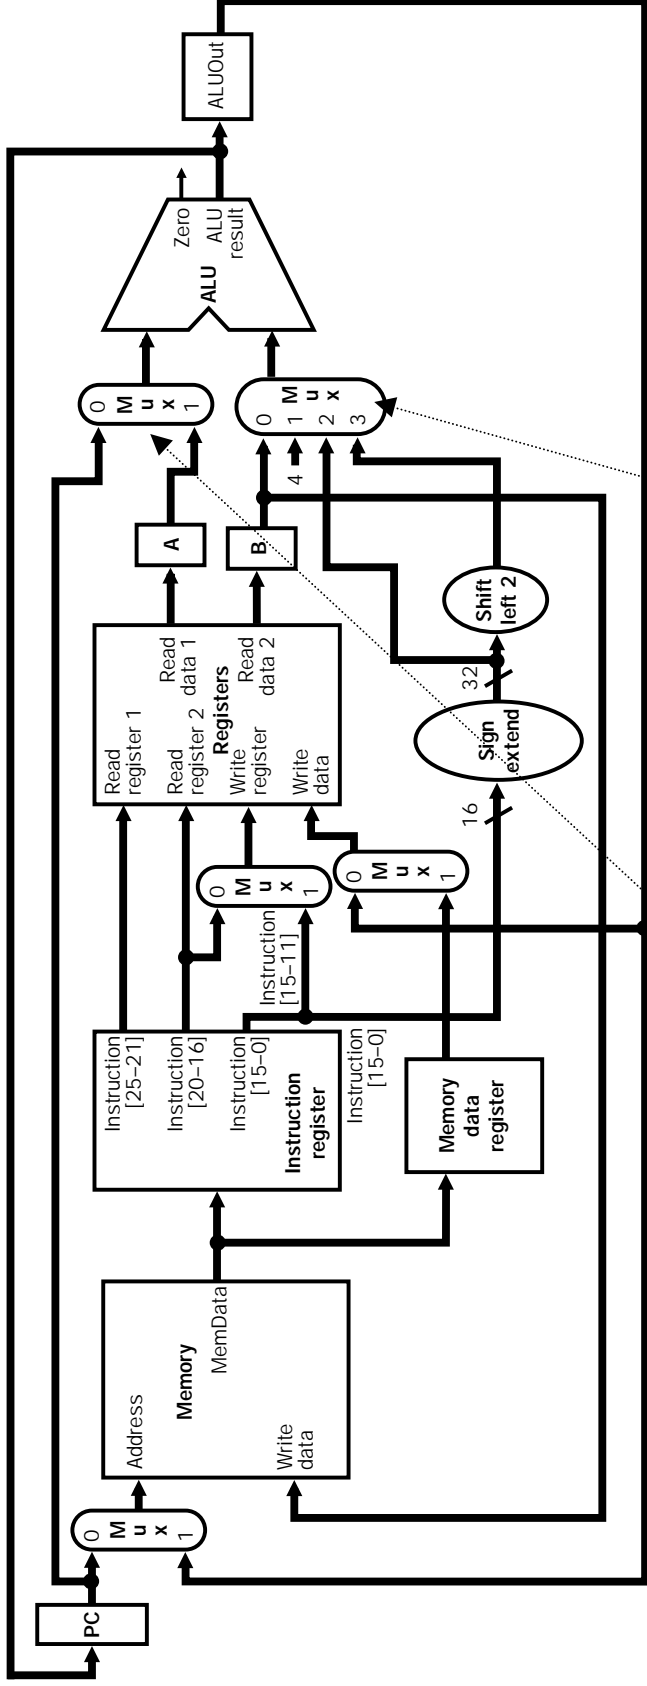 PC
0
M
u
x
1
Address
Memory
MemData
Write
data
Instruction
[25–21]
Instruction
[20–16]
Instruction
[15–0]
Instruction
register
Instruction
[15–11]
Instruction
[15–0]
Memory
data
register
0
M
u
x
1
0
M
u
x
1
16
Read
register 1
Read
register 2
Registers
Write
register
Write
data
Read
data 1
Read
data 2
Sign
extend
32
Shift
left 2
A
B
4
0
M
u
x
1
0
1
2
3
M
u
x
Zero
ALU
ALU
result
ALUOut